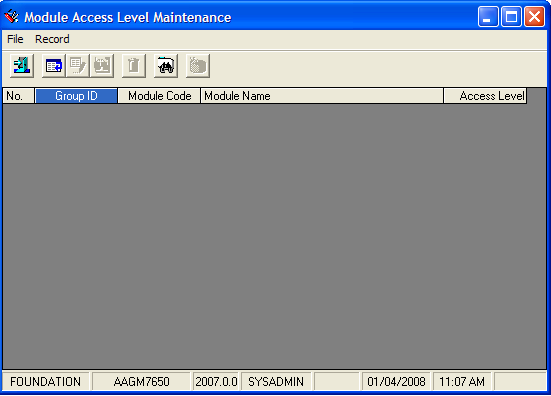 Module Access Level Maintenance
File Record
No. Group ID Module Code Module Name Access Level
FOUNDATION AAGM7650 2007.0.0 SYSADMIN 01/04/2008 11:07 AM